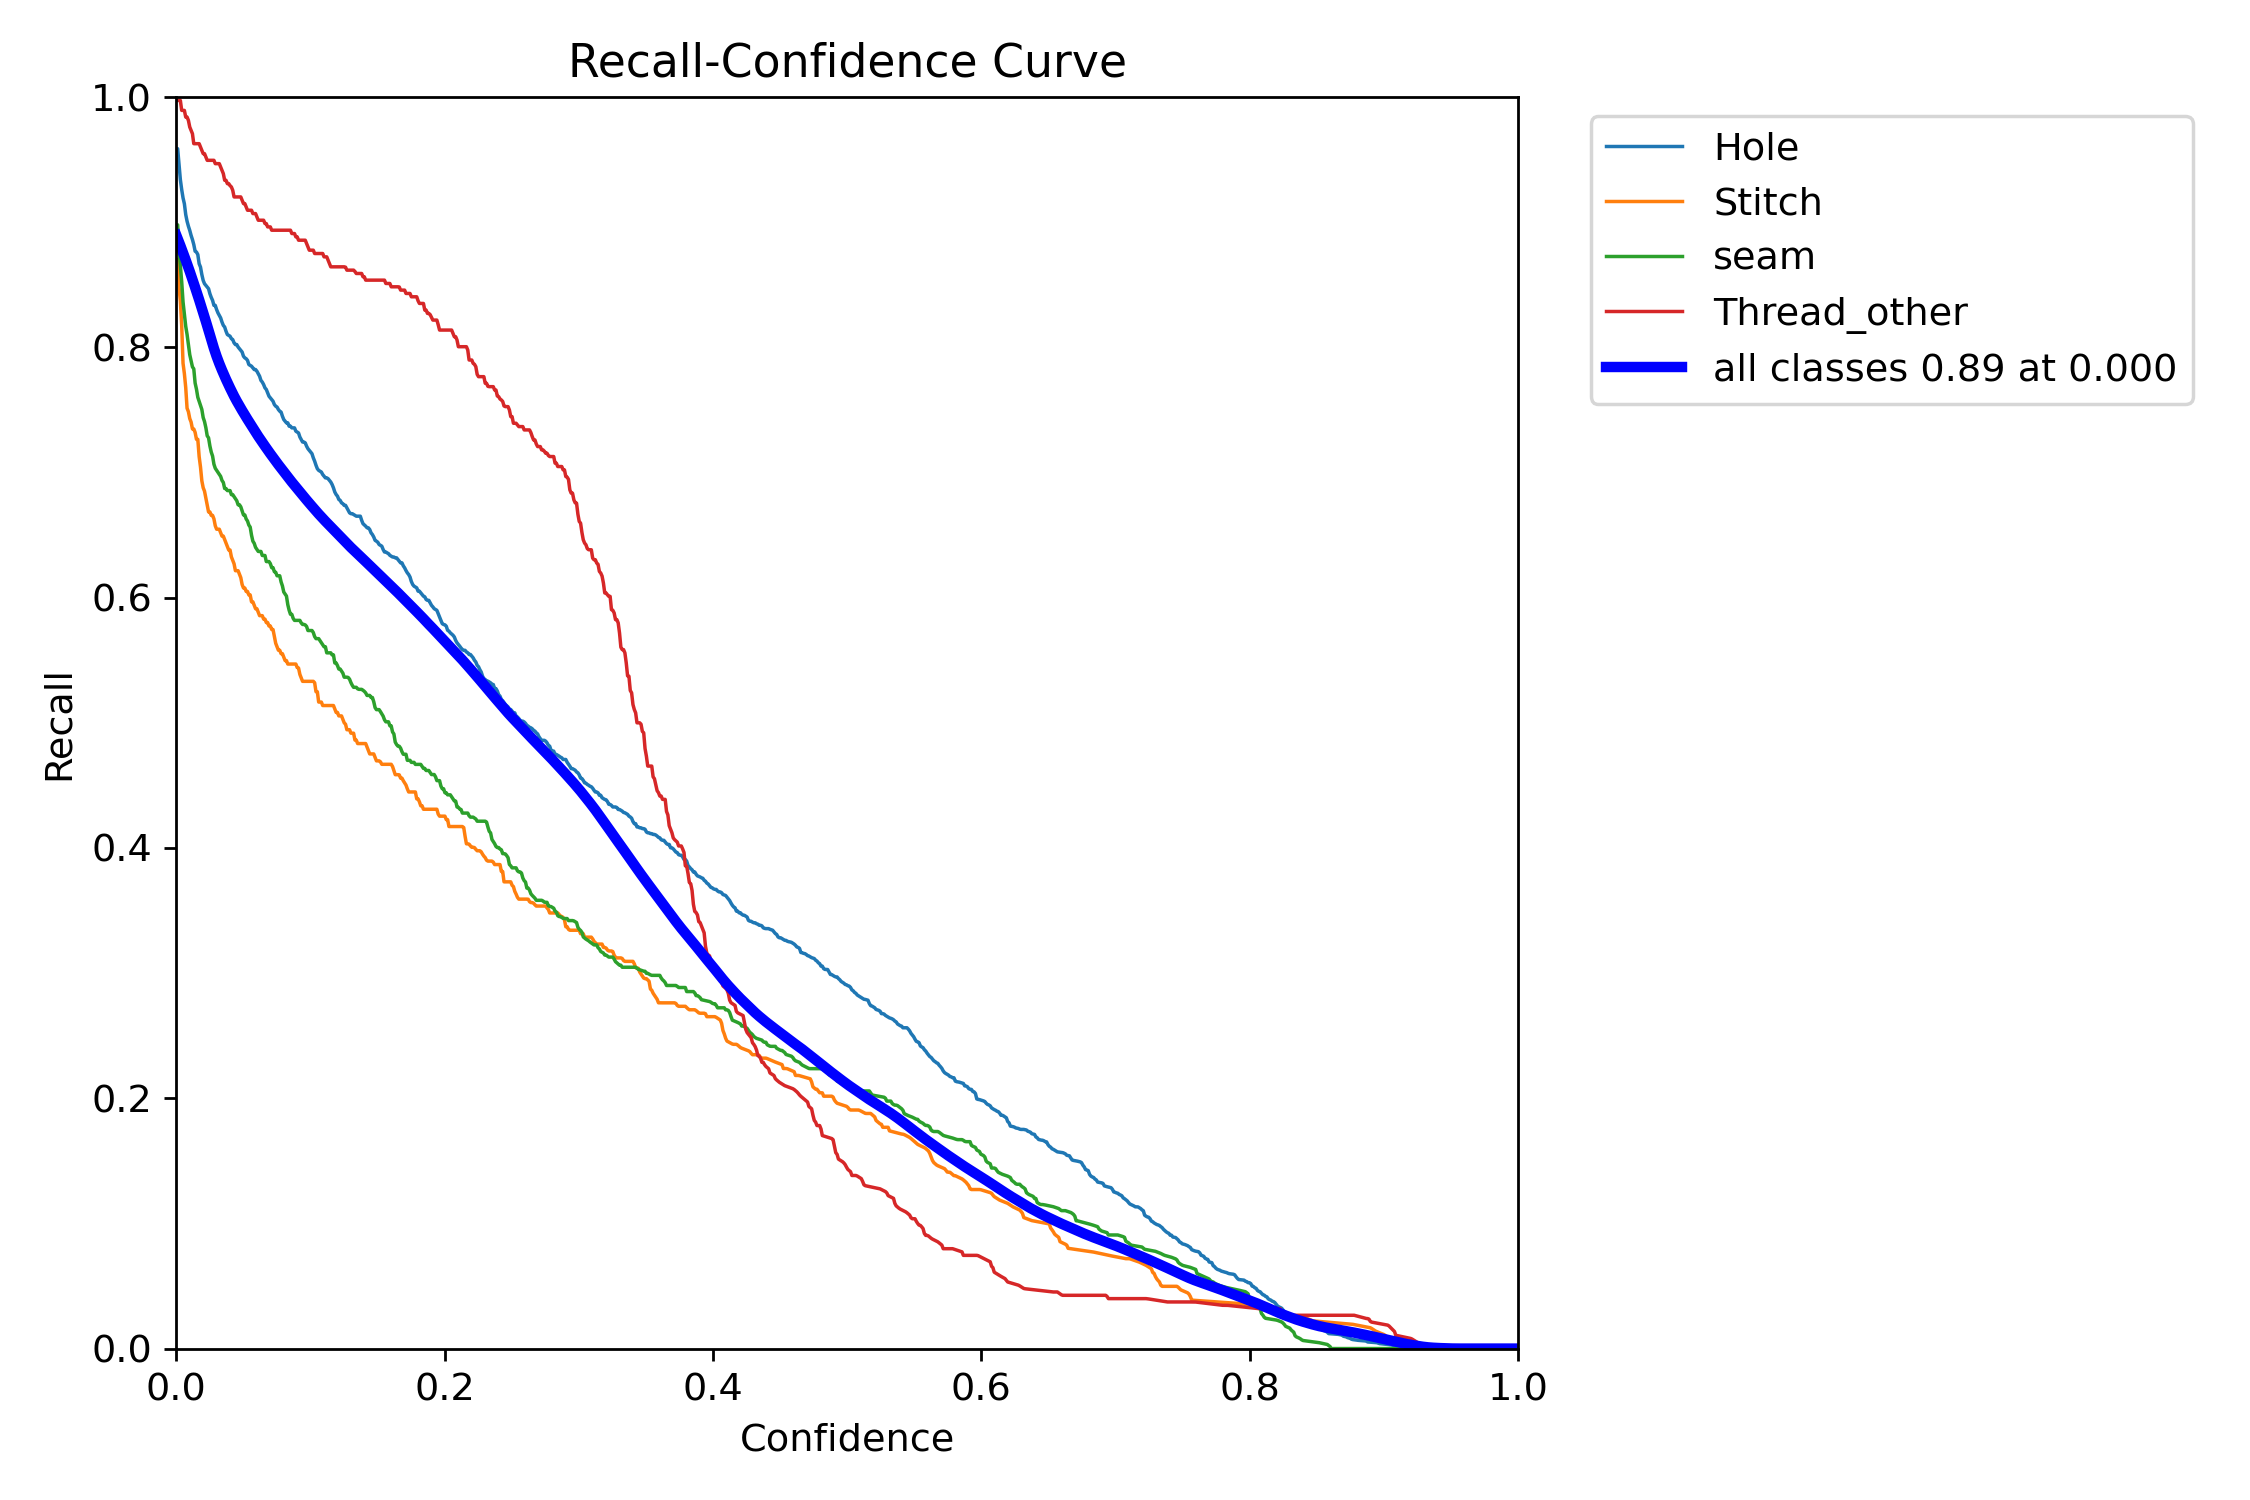 Recall-Confidence Curve
1.0
0.8
0.6
0.4
0.2
0.0
Recall
0.0 0.2 0.4 0.6 0.8 1.0
Confidence
Hole
Stitch
seam
Thread_other
all classes 0.89 at 0.000